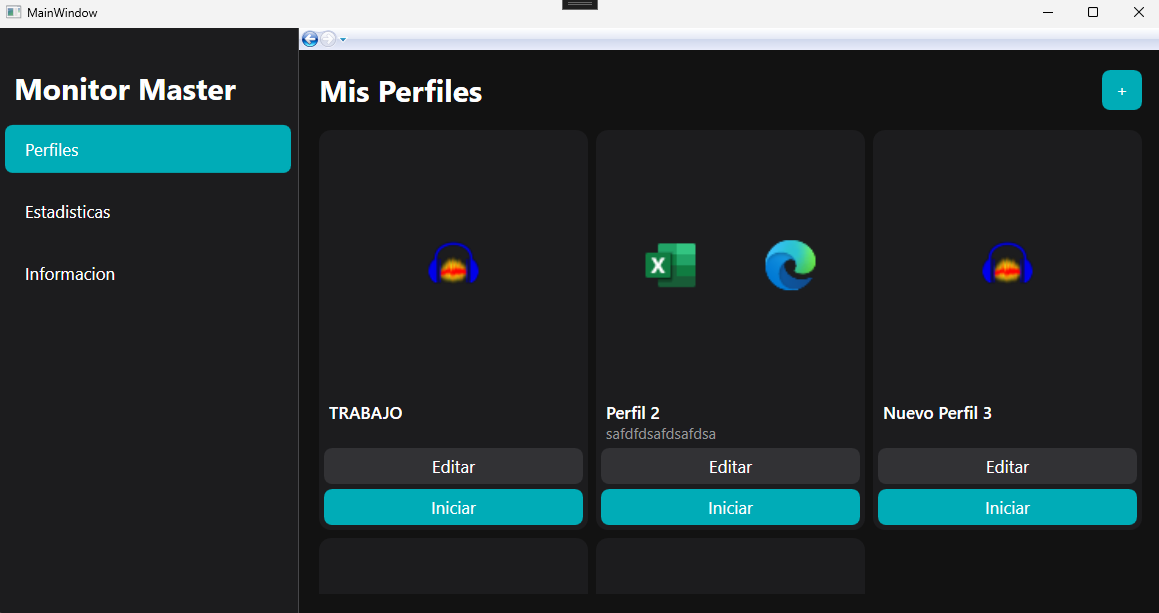 MainWindow
Monitor Master
Perfiles
Estadisticas
Informacion
Mis Perfiles
+
TRABAJO
Editar
Iniciar
X
Perfil 2
safdfdsafdsafdsa
Editar
Iniciar
Nuevo Perfil 3
Editar
Iniciar